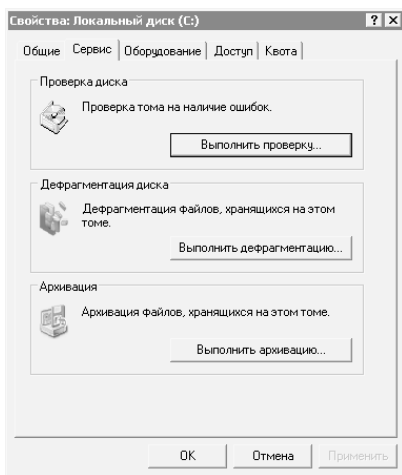 Свойства: Локальный диск (C:)
Общие Сервис Оборудование Доступ Квота
Проверка диска
Проверка тома на наличие ошибок.
Выполнить проверку...
Дефрагментация диска
Дефрагментация файлов, хранящихся на этом
томе.
Выполнить дефрагментацию...
Архивация
Архивация файлов, хранящихся на этом томе.
Выполнить архивацию...
OK Отмена Применить